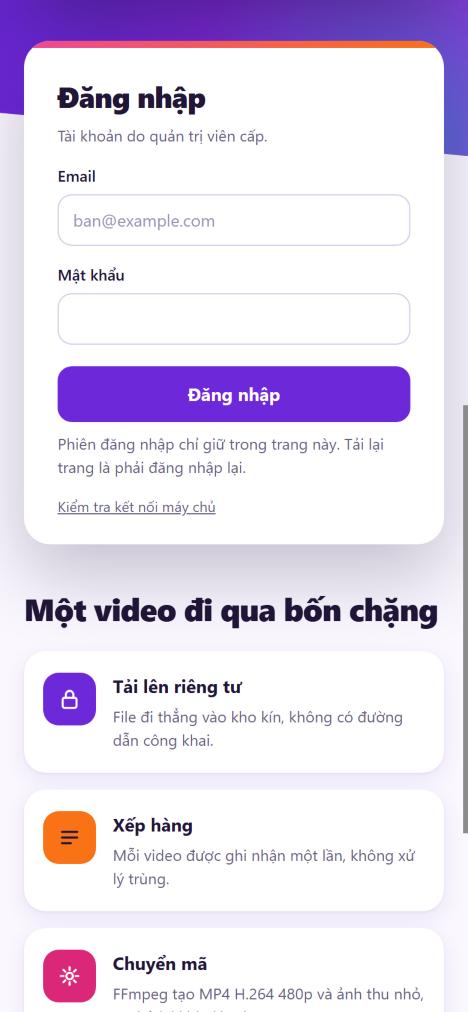 Đăng nhập
Tài khoản do quản trị viên cấp.
Email
ban@example.com
Mật khẩu
Đăng nhập
Phiên đăng nhập chỉ giữ trong trang này. Tải lại
trang là phải đăng nhập lại.
Kiểm tra kết nối máy chủ
Một video đi qua bốn chặng
Tải lên riêng tư
File đi thẳng vào kho kín, không có đường
dẫn công khai.
Xếp hàng
Mỗi video được ghi nhận một lần, không xử
lý trùng.
Chuyển mã
FFmpeg tạo MP4 H.264 480p và ảnh thu nhỏ,